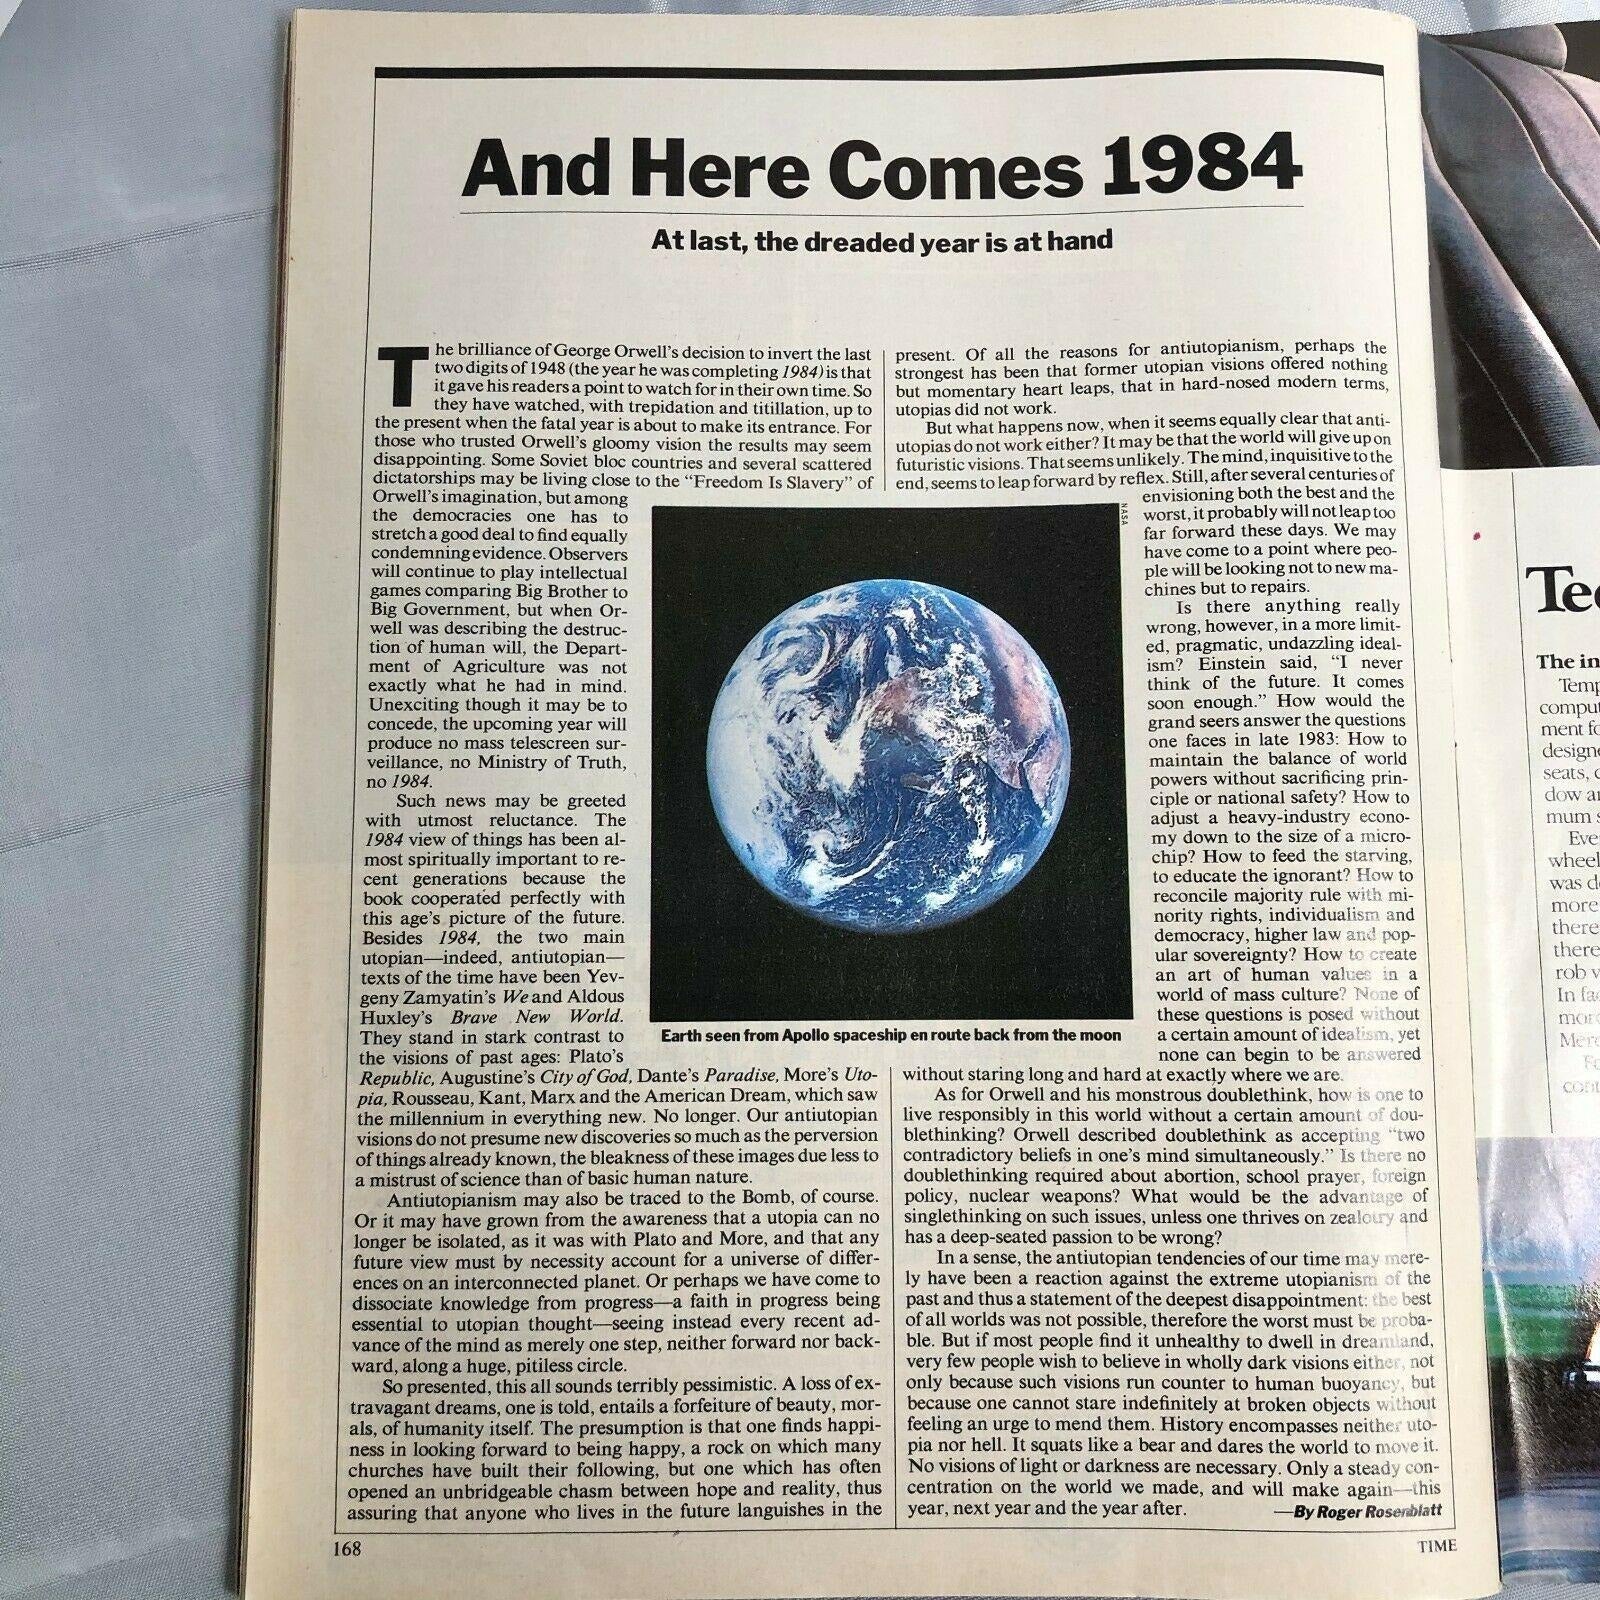 And Here Comes 1984
At last, the dreaded year is at hand
The brilliance of George Orwell's decision to invert the last
two digits of 1948 (the year he was completing 1984) is that
it gave his readers a point to watch for in their own time. So
they have watched, with trepidation and titillation, up to
the present when the fatal year is about to make its entrance. For
those who trusted Orwell's gloomy vision the results may seem
disappointing. Some Soviet bloc countries and several scattered
dictatorships may be living close to the "Freedom Is Slavery" of
Orwell's imagination, but among
the democracies one has to
stretch a good deal to find equally
condemning evidence. Observers
will continue to play intellectual
games comparing Big Brother to
Big Government, but when Or-
well was describing the destruc-
tion of human will, the Depart-
ment of Agriculture was not
exactly what he had in mind.
Unexciting though it may be to
concede, the upcoming year will
produce no mass telescreen sur-
veillance, no Ministry of Truth,
no 1984.
Such news may be greeted
with utmost reluctance. The
1984 view of things has been al-
most spiritually important to re-
cent generations because the
book cooperated perfectly with
this age's picture of the future.
Besides 1984, the two main
utopian—indeed, antiutopian—
texts of the time have been Yev-
geny Zamyatin's We and Aldous
Huxley's Brave New World.
They stand in stark contrast to
the visions of past ages: Plato's
Republic, Augustine's City of God, Dante's Paradise, More's Uto-
pia, Rousseau, Kant, Marx and the American Dream, which saw
the millennium in everything new. No longer. Our antiutopian
visions do not presume new discoveries so much as the perversion
of things already known, the bleakness of these images due less to
a mistrust of science than of basic human nature.
Antiutopianism may also be traced to the Bomb, of course.
Or it may have grown from the awareness that a utopia can no
longer be isolated, as it was with Plato and More, and that any
future view must by necessity account for a universe of differ-
ences on an interconnected planet. Or perhaps we have come to
dissociate knowledge from progress—a faith in progress being
essential to utopian thought—seeing instead every recent ad-
vance of the mind as merely one step, neither forward nor back-
ward, along a huge, pitiless circle.
So presented, this all sounds terribly pessimistic. A loss of ex-
travagant dreams, one is told, entails a forfeiture of beauty, mor-
als, of humanity itself. The presumption is that one finds happi-
ness in looking forward to being happy, a rock on which many
churches have built their following, but one which has often
opened an unbridgeable chasm between hope and reality, thus
assuring that anyone who lives in the future languishes in the
present. Of all the reasons for antiutopianism, perhaps the
strongest has been that former utopian visions offered nothing
but momentary heart leaps, that in hard-nosed modern terms,
utopias did not work.
But what happens now, when it seems equally clear that anti-
utopias do not work either? It may be that the world will give up on
futuristic visions. That seems unlikely. The mind, inquisitive to the
end, seems to leap forward by reflex. Still, after several centuries of
envisioning both the best and the
worst, it probably will not leap too
far forward these days. We may
have come to a point where peo-
ple will be looking not to new ma-
chines but to repairs.
Is there anything really
wrong, however, in a more limit-
ed, pragmatic, undazzling ideal-
ism? Einstein said, "I never
think of the future. It comes
soon enough." How would the
grand seers answer the questions
one faces in late 1983: How to
maintain the balance of world
powers without sacrificing prin-
ciple or national safety? How to
adjust a heavy-industry econo-
my down to the size of a micro-
chip? How to feed the starving,
to educate the ignorant? How to
reconcile majority rule with mi-
nority rights, individualism and
democracy, higher law and pop-
ular sovereignty? How to create
an art of human values in a
world of mass culture? None of
these questions is posed without
a certain amount of idealism, yet
none can begin to be answered
without staring long and hard at exactly where we are.
As for Orwell and his monstrous doublethink, how is one to
live responsibly in this world without a certain amount of dou-
blethinking? Orwell described doublethink as accepting "two
contradictory beliefs in one's mind simultaneously." Is there no
doublethinking required about abortion, school prayer, foreign
policy, nuclear weapons? What would be the advantage of
singlethinking on such issues, unless one thrives on zealotry and
has a deep-seated passion to be wrong?
In a sense, the antiutopian tendencies of our time may mere-
ly have been a reaction against the extreme utopianism of the
past and thus a statement of the deepest disappointment: the best
of all worlds was not possible, therefore the worst must be proba-
ble. But if most people find it unhealthy to dwell in dreamland,
very few people wish to believe in wholly dark visions either, not
only because such visions run counter to human buoyancy, but
because one cannot stare indefinitely at broken objects without
feeling an urge to mend them. History encompasses neither uto-
pia nor hell. It squats like a bear and dares the world to move it.
No visions of light or darkness are necessary. Only a steady con-
centration on the world we made, and will make again—this
year, next year and the year after. —By Roger Rosenblatt
NASA
Earth seen from Apollo spaceship en route back from the moon
168
TIME
Tec
The in
Temp
comput
ment fo
design
seats,
dow a
mum s
Eve
wheel
was d
more
there
there
rob v
In fa
mor
Merc
con